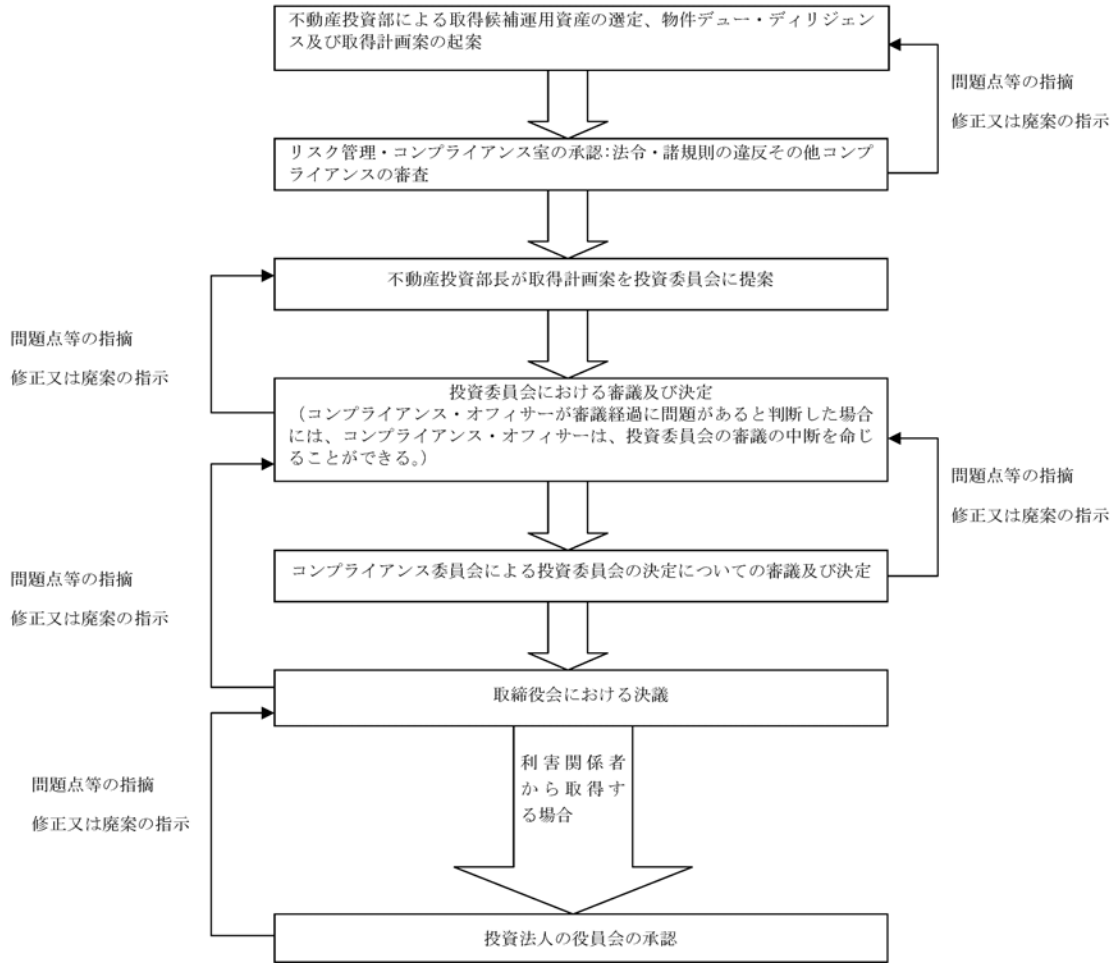 不動産投資部による取得候補運用資産の選定、物件デュー・ディリジェン
ス及び取得計画案の起案
問題点等の指摘
修正又は廃案の指示
リスク管理・コンプライアンス室の承認:法令・諸規則の違反その他コンプ
ライアンスの審査
不動産投資部長が取得計画案を投資委員会に提案
問題点等の指摘
修正又は廃案の指示
投資委員会における審議及び決定
(コンプライアンス・オフィサーが審議経過に問題があると判断した場合
には、コンプライアンス・オフィサーは、投資委員会の審議の中断を命じ
ることができる。)
問題点等の指摘
修正又は廃案の指示
コンプライアンス委員会による投資委員会の決定についての審議及び決定
問題点等の指摘
修正又は廃案の指示
取締役会における決議
利害関係者
から取得す
る場合
問題点等の指摘
修正又は廃案の指示
投資法人の役員会の承認